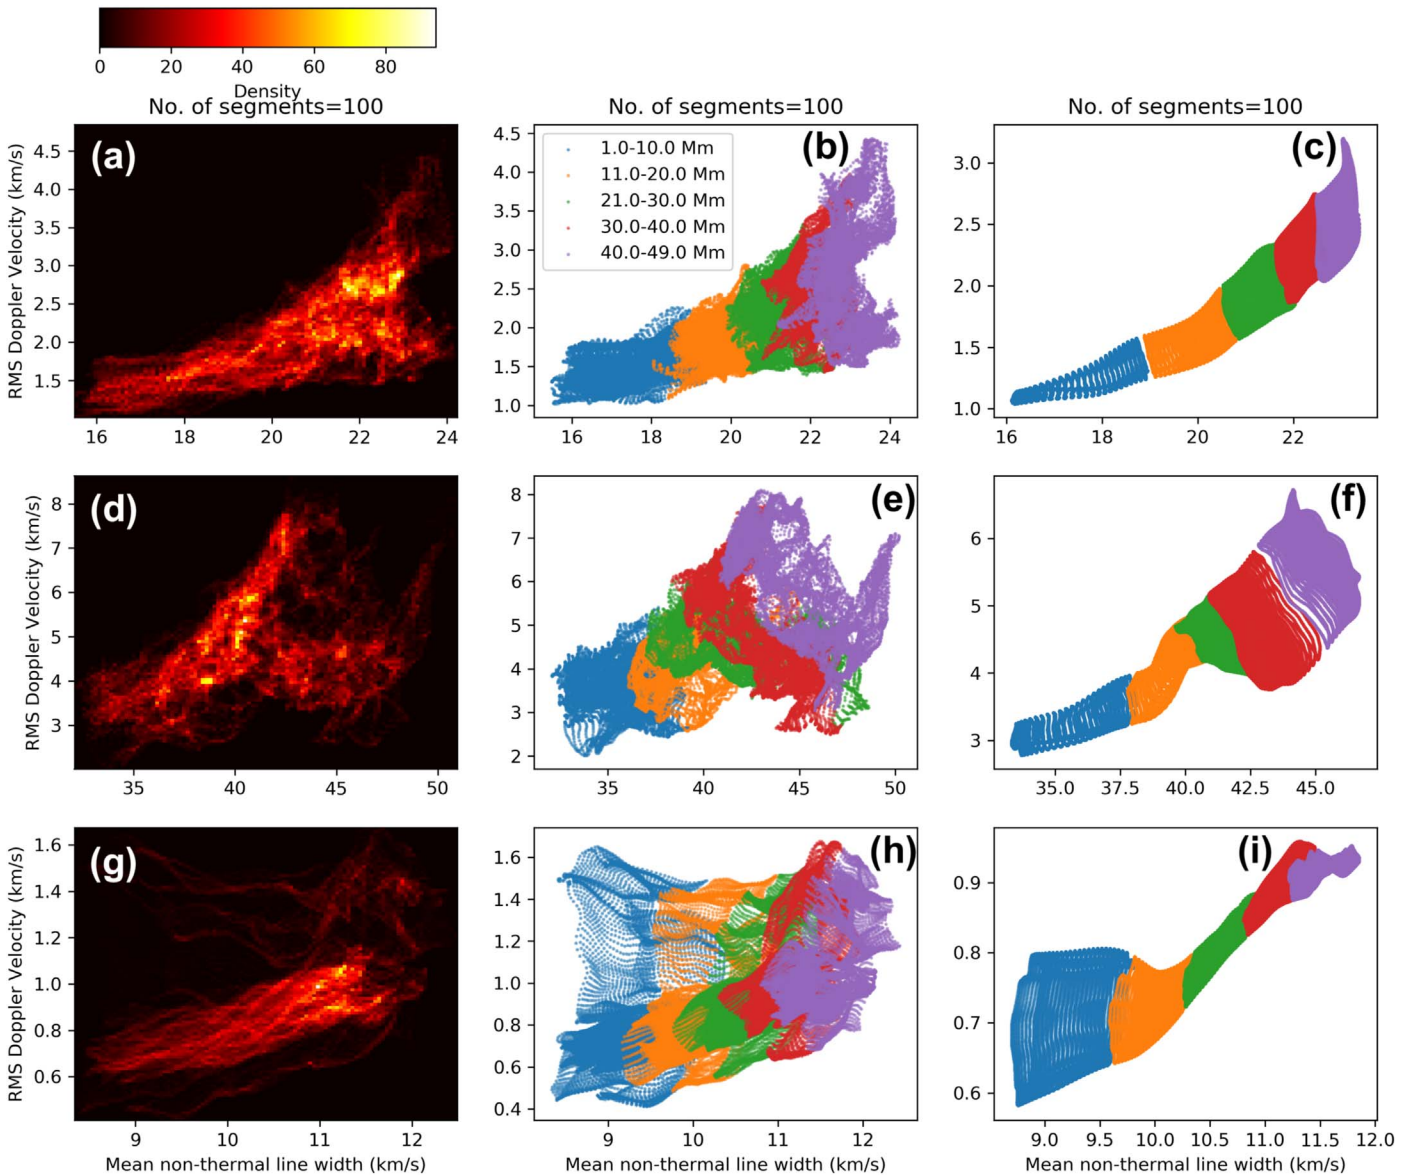 0 20 40 60 80
Density
No. of segments=100 No. of segments=100 No. of segments=100
(a) (b) (c)
RMS Doppler Velocity (km/s)
4.5
4.0
3.5
3.0
2.5
2.0
1.5
16 18 20 22 24
1.0-10.0 Mm
11.0-20.0 Mm
21.0-30.0 Mm
30.0-40.0 Mm
40.0-49.0 Mm
4.5
4.0
3.5
3.0
2.5
2.0
1.5
1.0
16 18 20 22 24
3.0
2.5
2.0
1.5
1.0
16 18 20 22
(d) (e) (f)
RMS Doppler Velocity (km/s)
8
7
6
5
4
3
35 40 45 50
8
7
6
5
4
3
2
35 40 45 50
6
5
4
3
35.0 37.5 40.0 42.5 45.0
(g) (h) (i)
RMS Doppler Velocity (km/s)
1.6
1.4
1.2
1.0
0.8
0.6
9 10 11 12
Mean non-thermal line width (km/s)
1.6
1.4
1.2
1.0
0.8
0.6
0.4
9 10 11 12
Mean non-thermal line width (km/s)
0.9
0.8
0.7
0.6
9.0 9.5 10.0 10.5 11.0 11.5 12.0
Mean non-thermal line width (km/s)